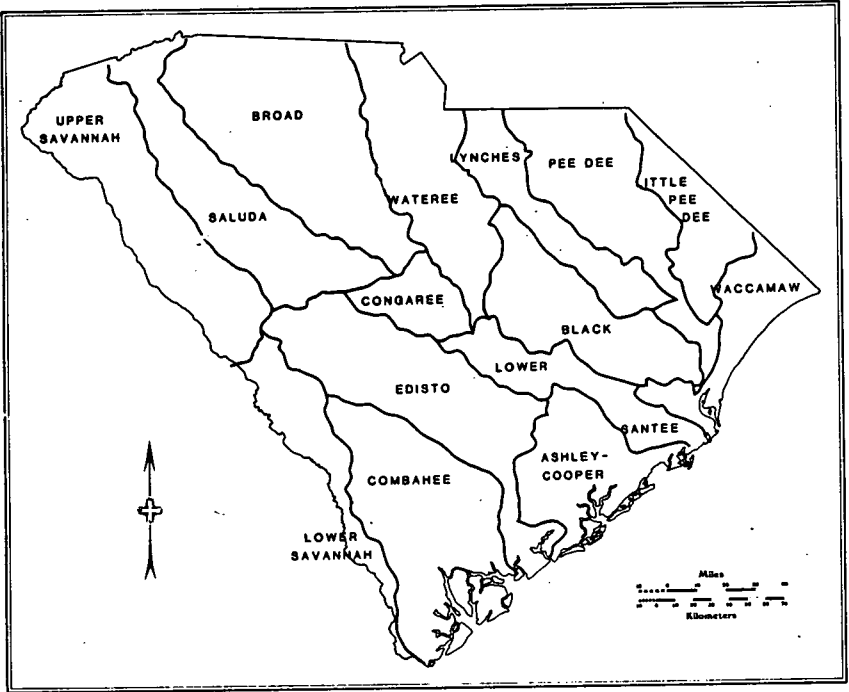 UPPER
SAVANNAH
BROAD
LYNCHES
PEE DEE
ITTLE
PEE
DEE
SALUDA
WATEREE
WACCAMAW
CONGAREE
BLACK
LOWER
SANTEE
EDISTO
ASHLEY-
COOPER
COMBAHEE
LOWER
SAVANNAH
Miles
Kilometers